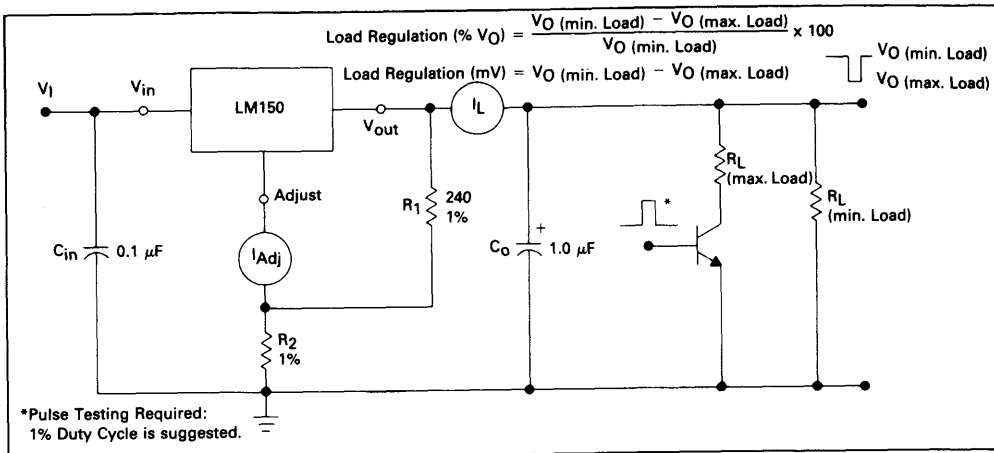 Load Regulation (% VO) = VO (min. Load) − VO (max. Load) / VO (min. Load) x 100
Load Regulation (mV) = VO (min. Load) − VO (max. Load)
VO (min. Load)
VO (max. Load)
VI
Vin
LM150
Vout
IL
Adjust
R1
240
1%
RL
(max. Load)
RL
(min. Load)
*
Cin
0.1 μF
IAdj
+
CO
1.0 μF
R2
1%
*Pulse Testing Required:
1% Duty Cycle is suggested.